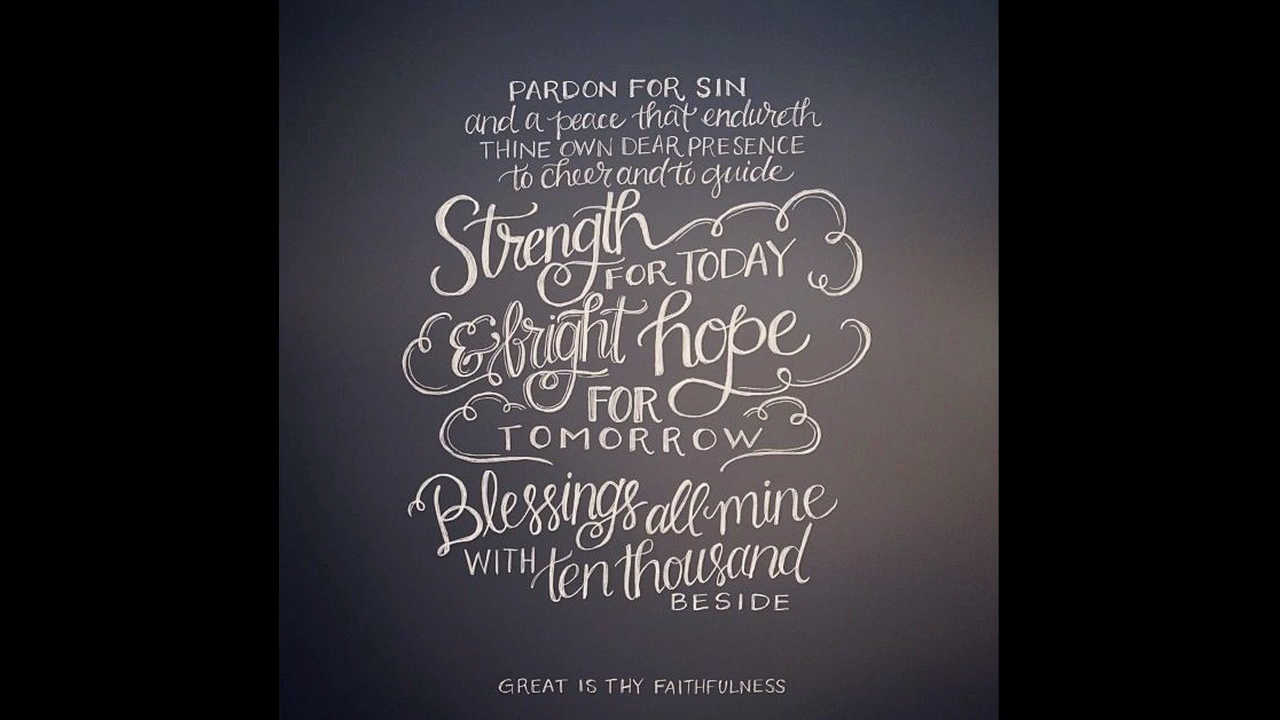 PARDON FOR SIN
and a peace that endureth
THINE OWN DEAR PRESENCE
to cheer and to guide
Strength
FOR TODAY
& bright hope
FOR
TOMORROW
Blessings all mine
WITH ten thousand
BESIDE
GREAT IS THY FAITHFULNESS